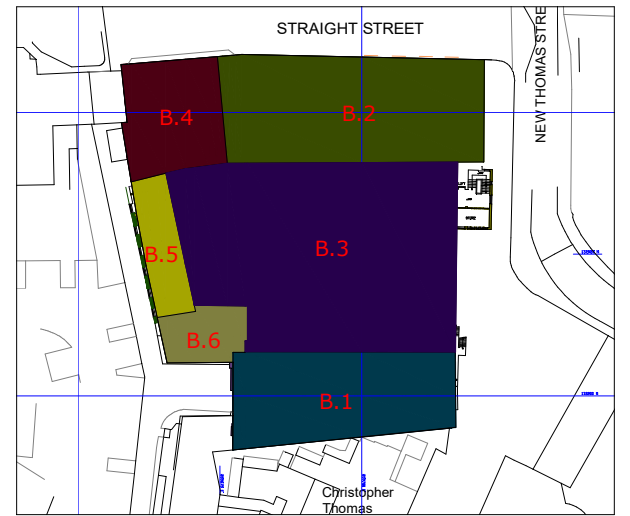 STRAIGHT STREET
NEW THOMAS STRE
B.4
B.2
B.3
B.5
B.6
B.1
Christopher
Thomas